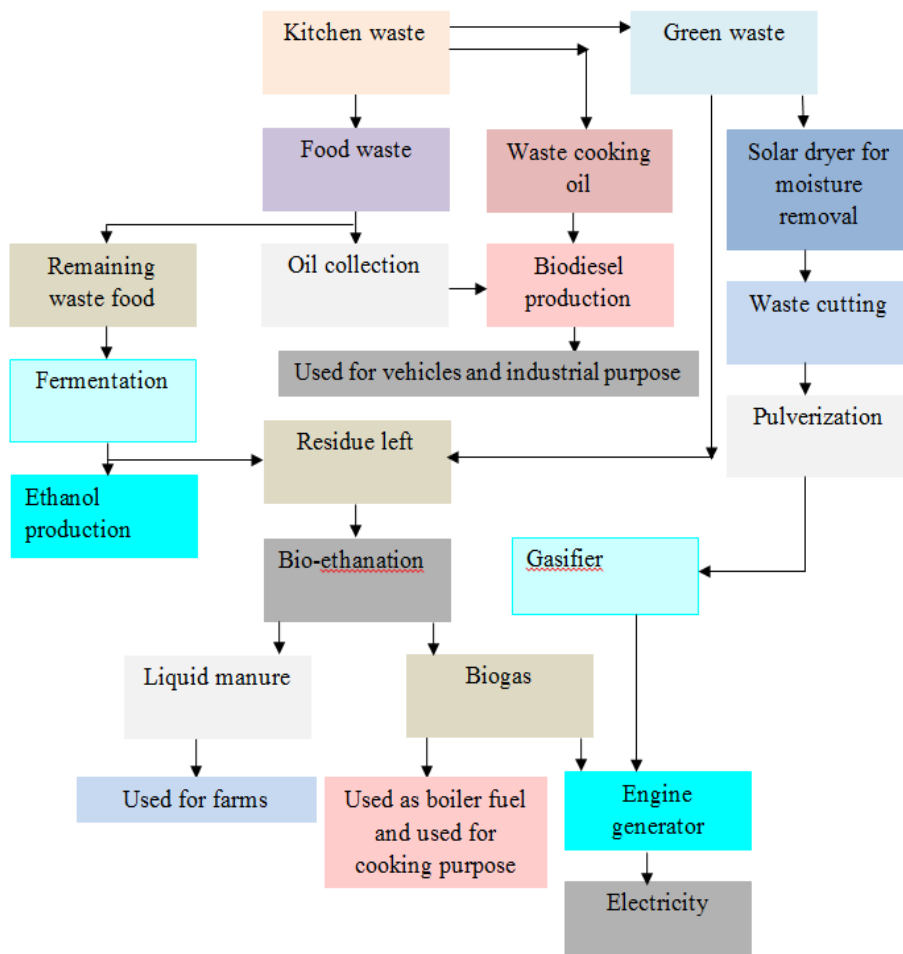 Kitchen waste
Green waste
Food waste
Waste cooking
oil
Solar dryer for
moisture
removal
Remaining
waste food
Oil collection
Biodiesel
production
Waste cutting
Used for vehicles and industrial purpose
Fermentation
Pulverization
Residue left
Ethanol
production
Bio-ethanation
Gasifier
Liquid manure
Biogas
Used for farms
Used as boiler fuel
and used for
cooking purpose
Engine
generator
Electricity